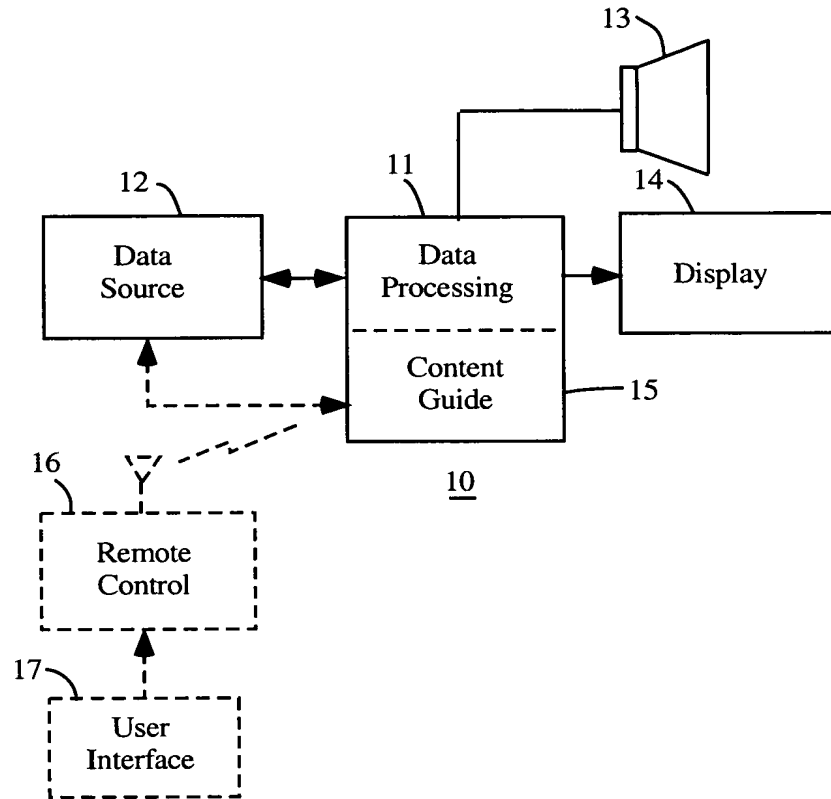 13
12
Data
Source
11
Data
Processing
Content
Guide
14
Display
15
10
16
Remote
Control
17
User
Interface